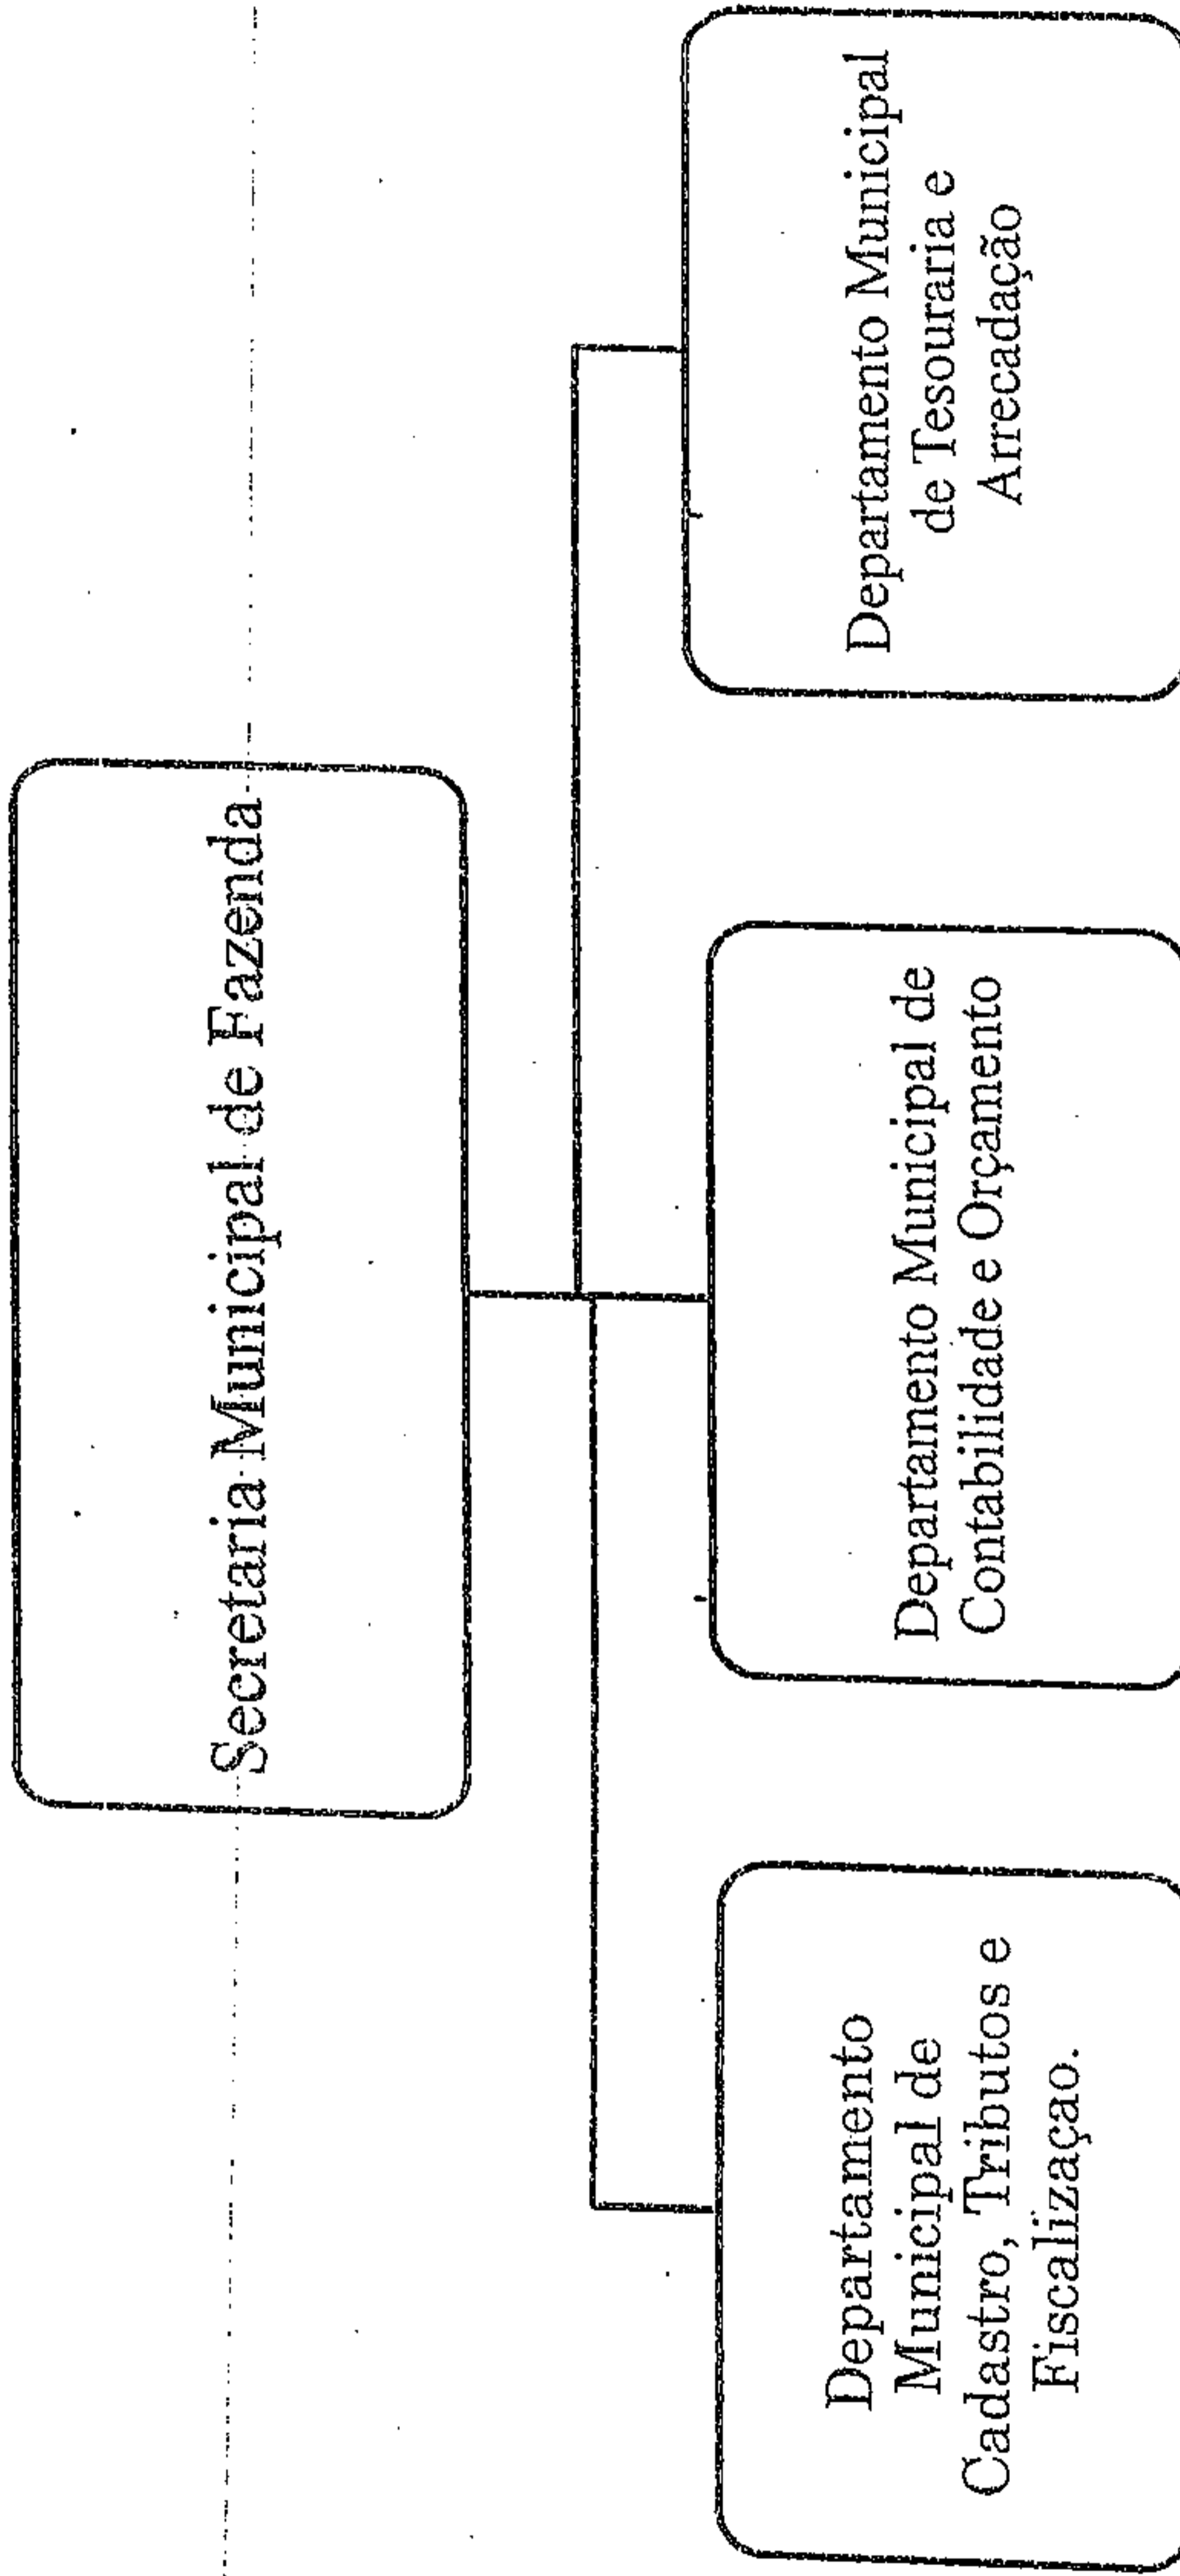 Secretaria Municipal de Fazenda
Departamento
Municipal de
Cadastro, Tributos e
Fiscalizaçao.
Departamento Municipal de
Contabilidade e Orçamento
Departamento Municipal
de Tesouraria e
Arrecadação